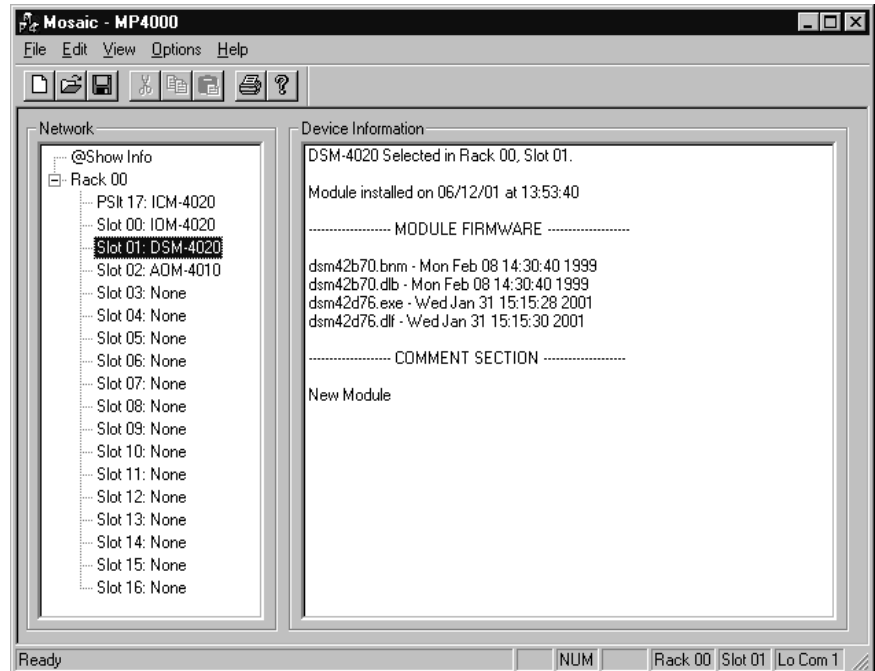 Mosaic - MP4000
File Edit View Options Help
Network
@Show Info
Rack 00
PSlt 17: ICM-4020
Slot 00: IOM-4020
Slot 01: DSM-4020
Slot 02: AOM-4010
Slot 03: None
Slot 04: None
Slot 05: None
Slot 06: None
Slot 07: None
Slot 08: None
Slot 09: None
Slot 10: None
Slot 11: None
Slot 12: None
Slot 13: None
Slot 14: None
Slot 15: None
Slot 16: None
Device Information
DSM-4020 Selected in Rack 00, Slot 01.
Module installed on 06/12/01 at 13:53:40
------------------- MODULE FIRMWARE -------------------
dsm42b70.bnm - Mon Feb 08 14:30:40 1999
dsm42b70.dlb - Mon Feb 08 14:30:40 1999
dsm42d76.exe - Wed Jan 31 15:15:28 2001
dsm42d76.dlf - Wed Jan 31 15:15:30 2001
------------------- COMMENT SECTION -------------------
New Module
Ready NUM Rack 00 Slot 01 Lo Com 1